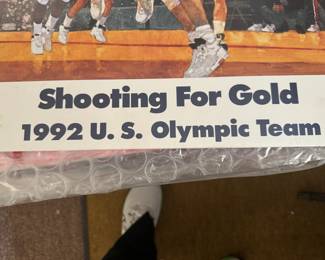 Shooting For Gold
1992 U. S. Olympic Team